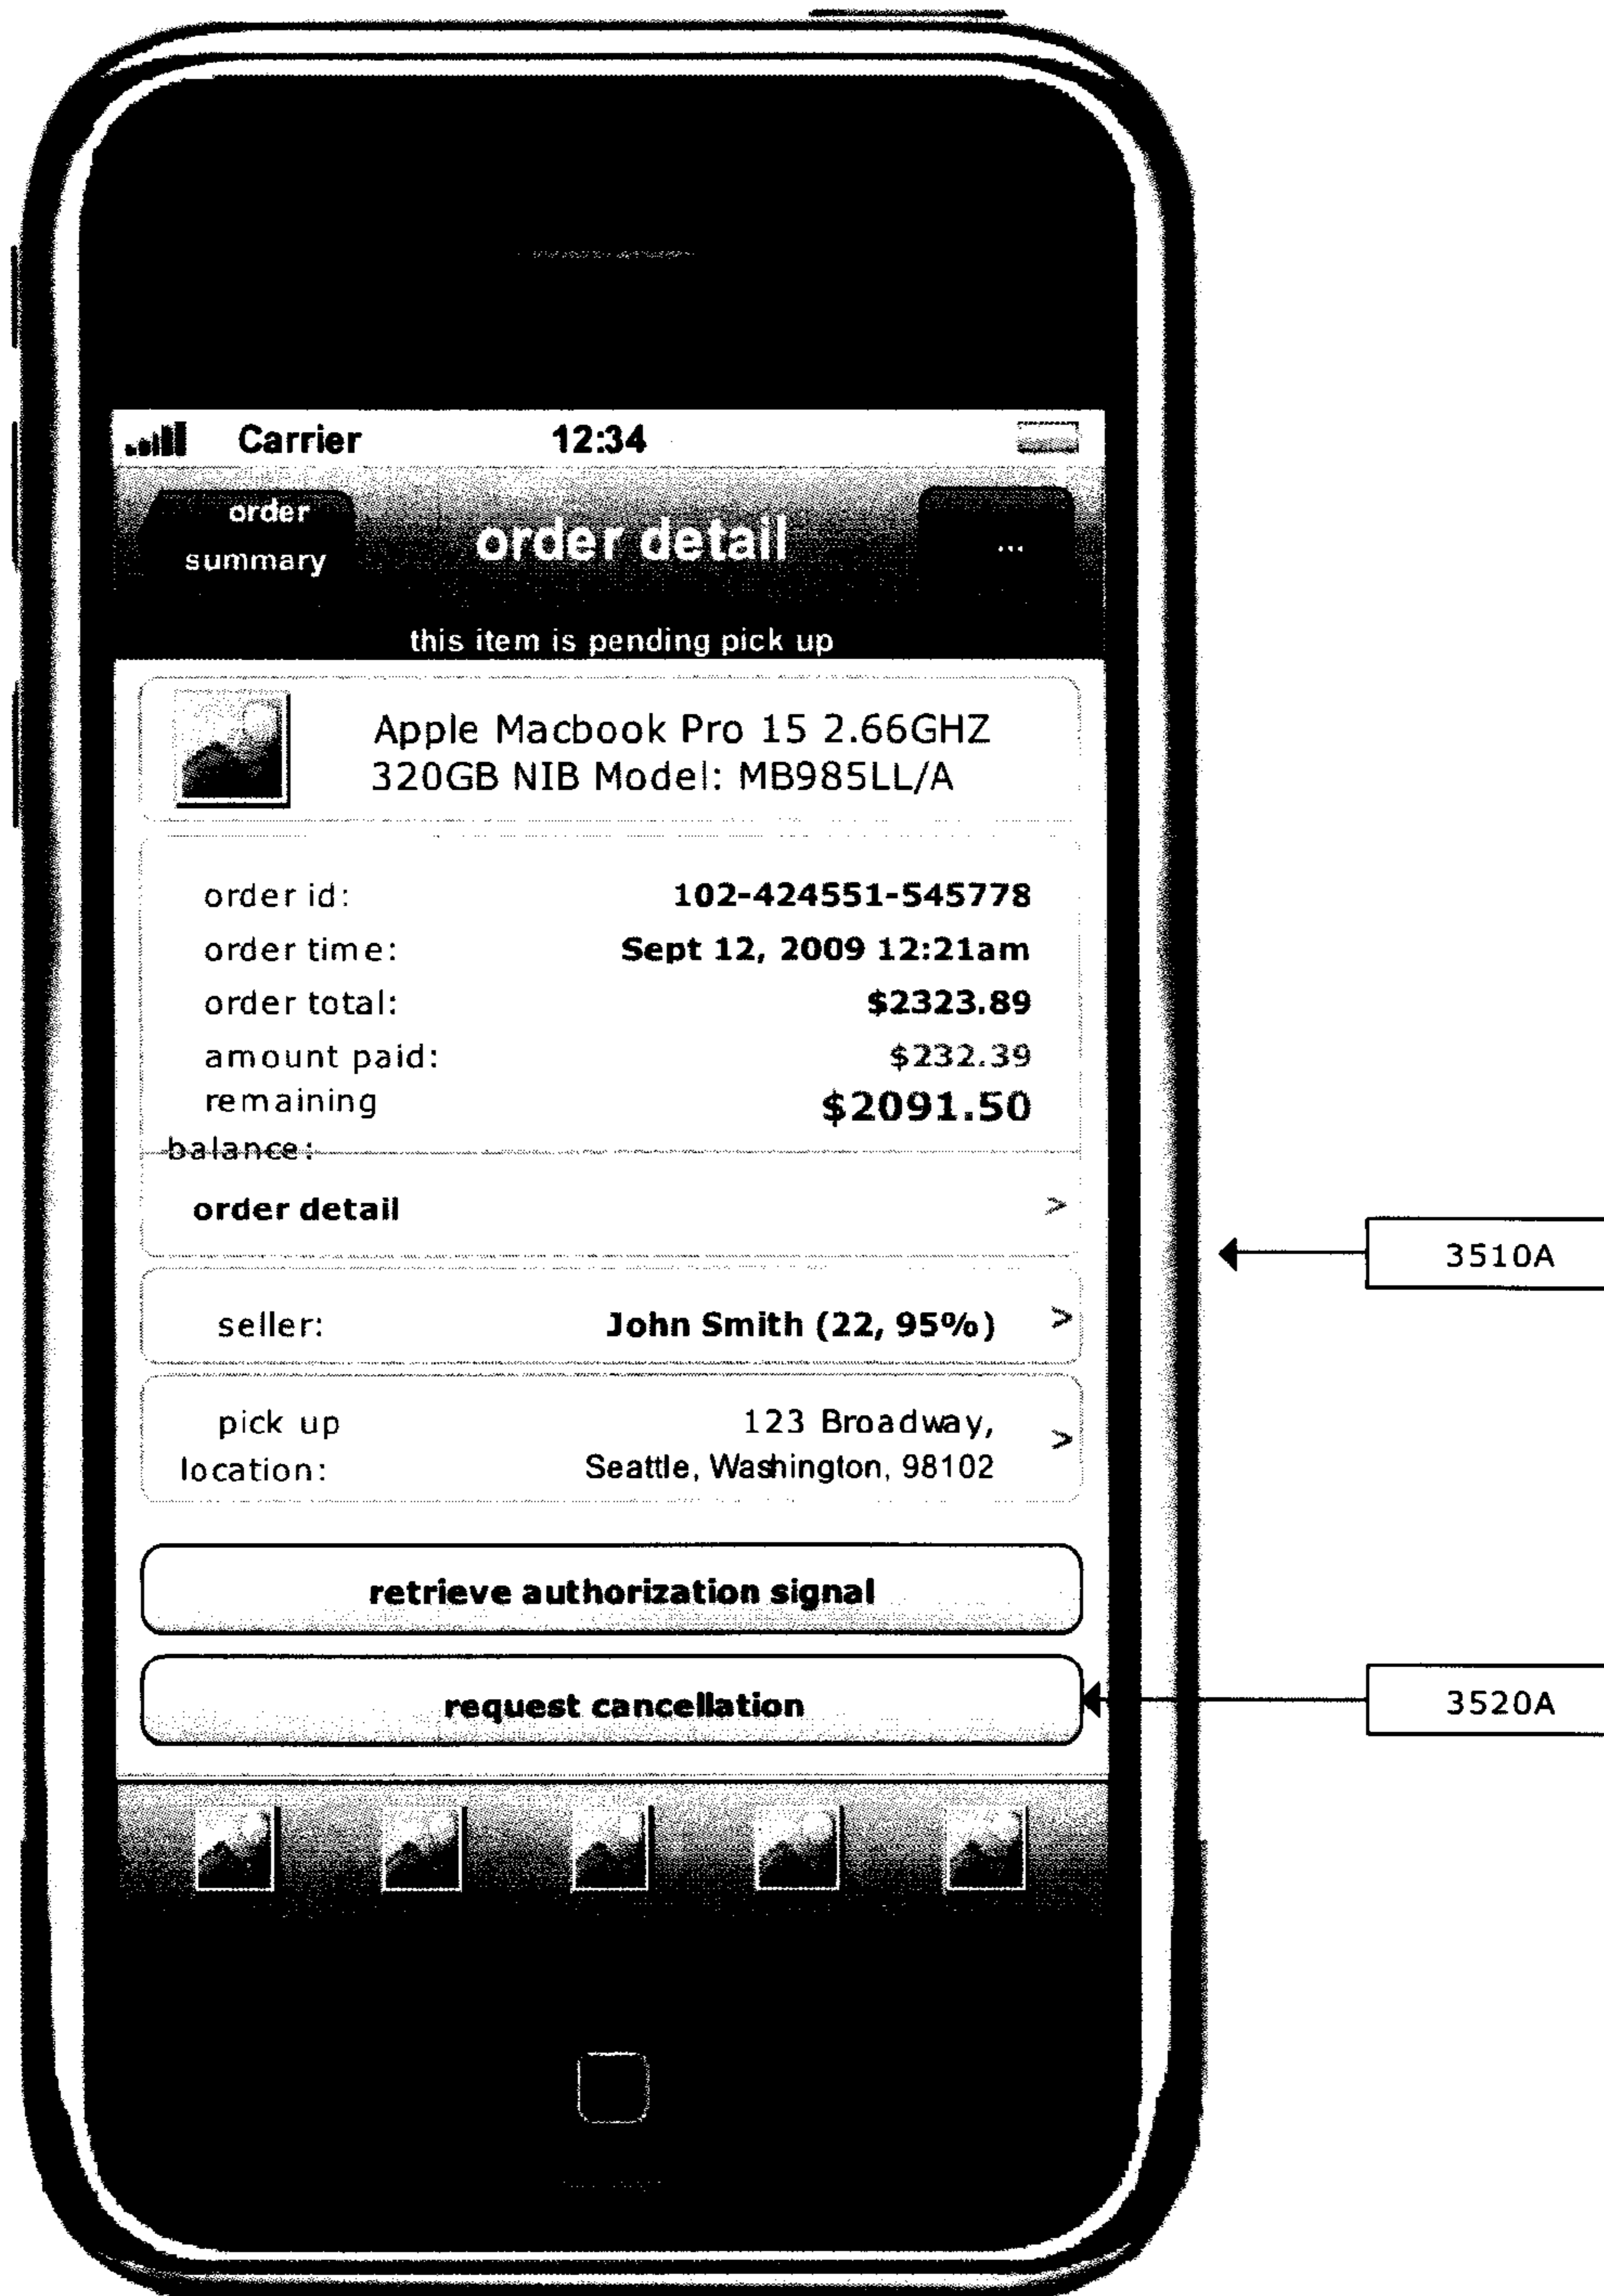 Carrier 12:34
order
summary
order detail
...
this item is pending pick up
Apple Macbook Pro 15 2.66GHZ
320GB NIB Model: MB985LL/A
order id: 102-424551-545778
order time: Sept 12, 2009 12:21am
order total: $2323.89
amount paid: $232.39
remaining $2091.50
balance:
order detail >
3510A
seller: John Smith (22, 95%) >
pick up 123 Broadway,
location: Seattle, Washington, 98102 >
retrieve authorization signal
request cancellation
3520A